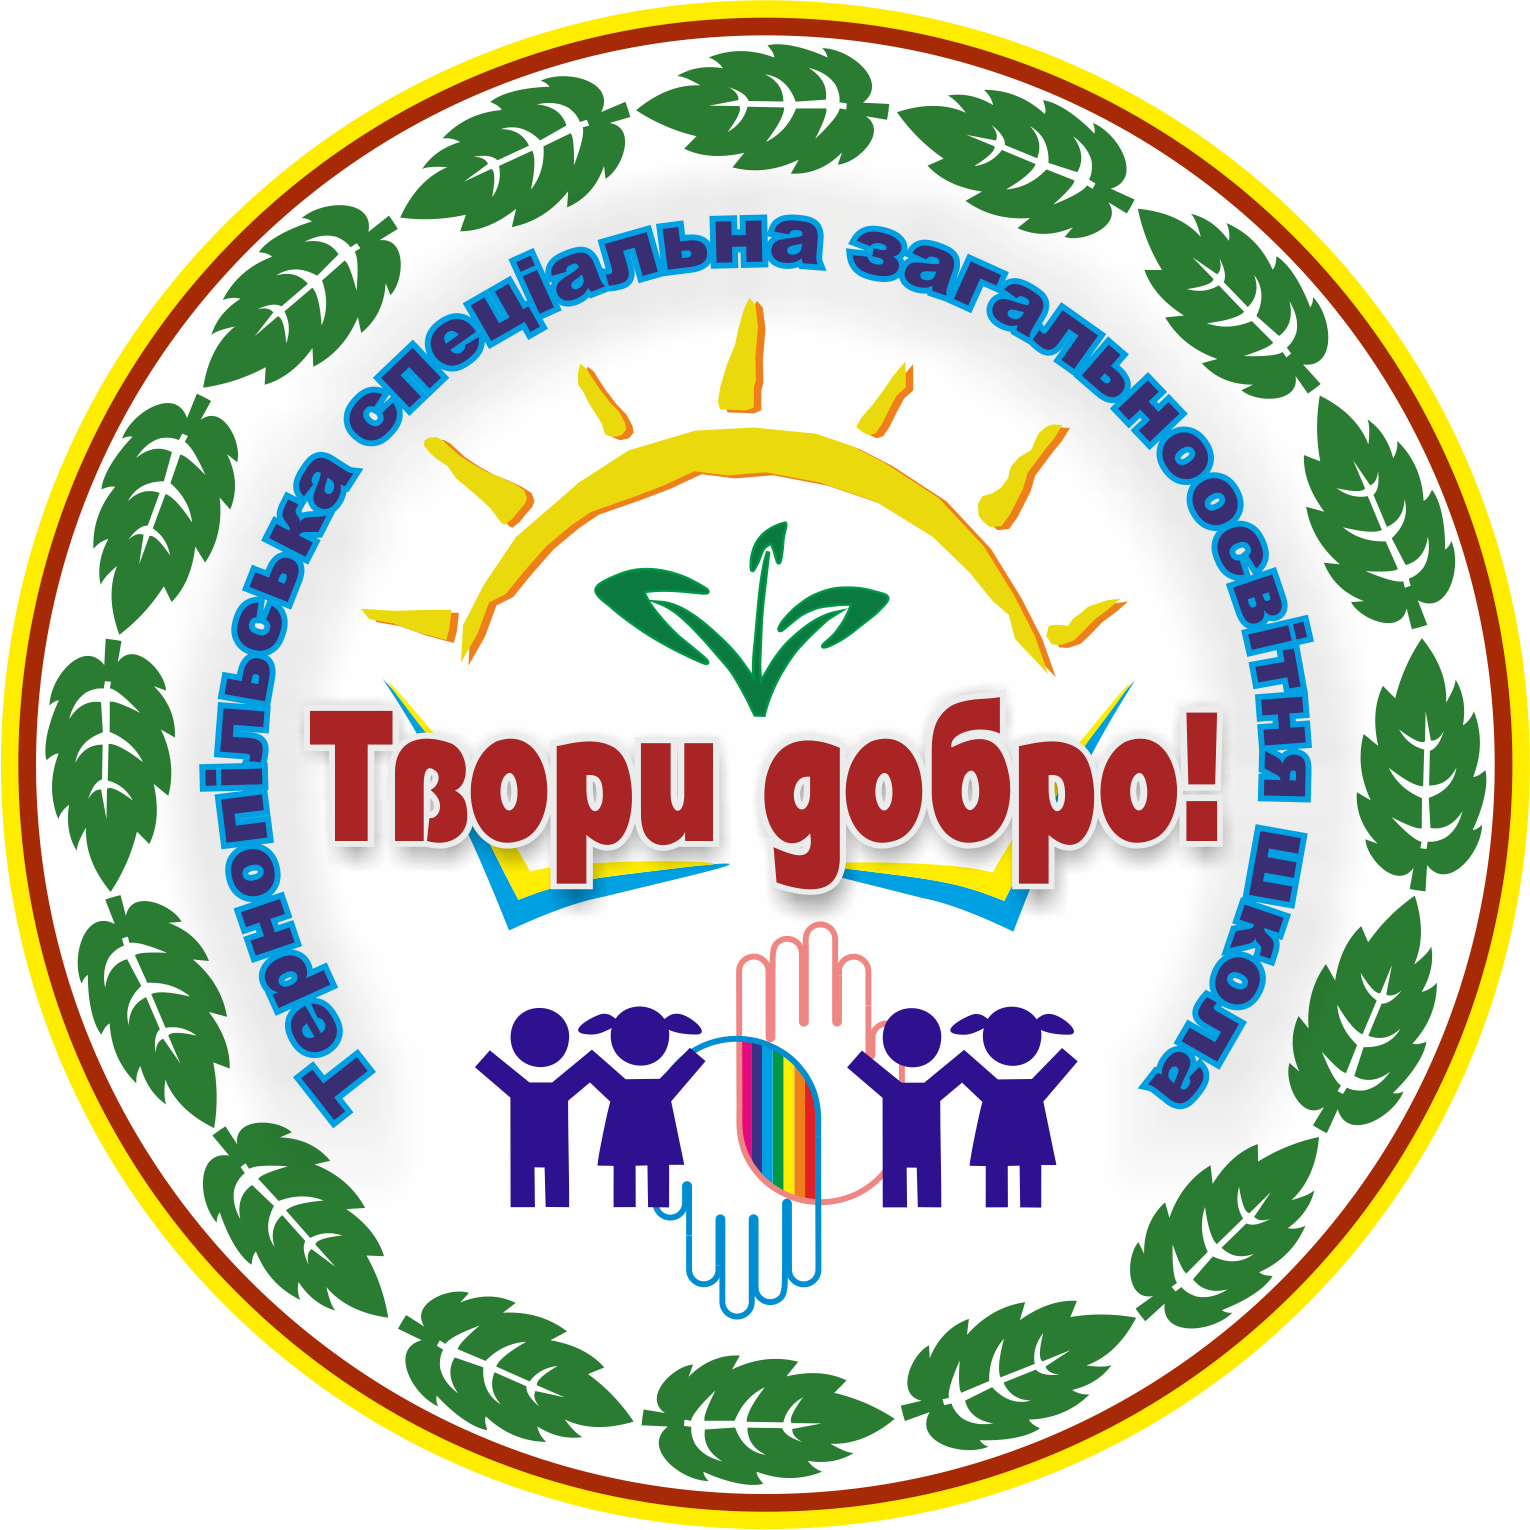 Тернопільська спеціальна загальноосвітня школа
Твори добро!